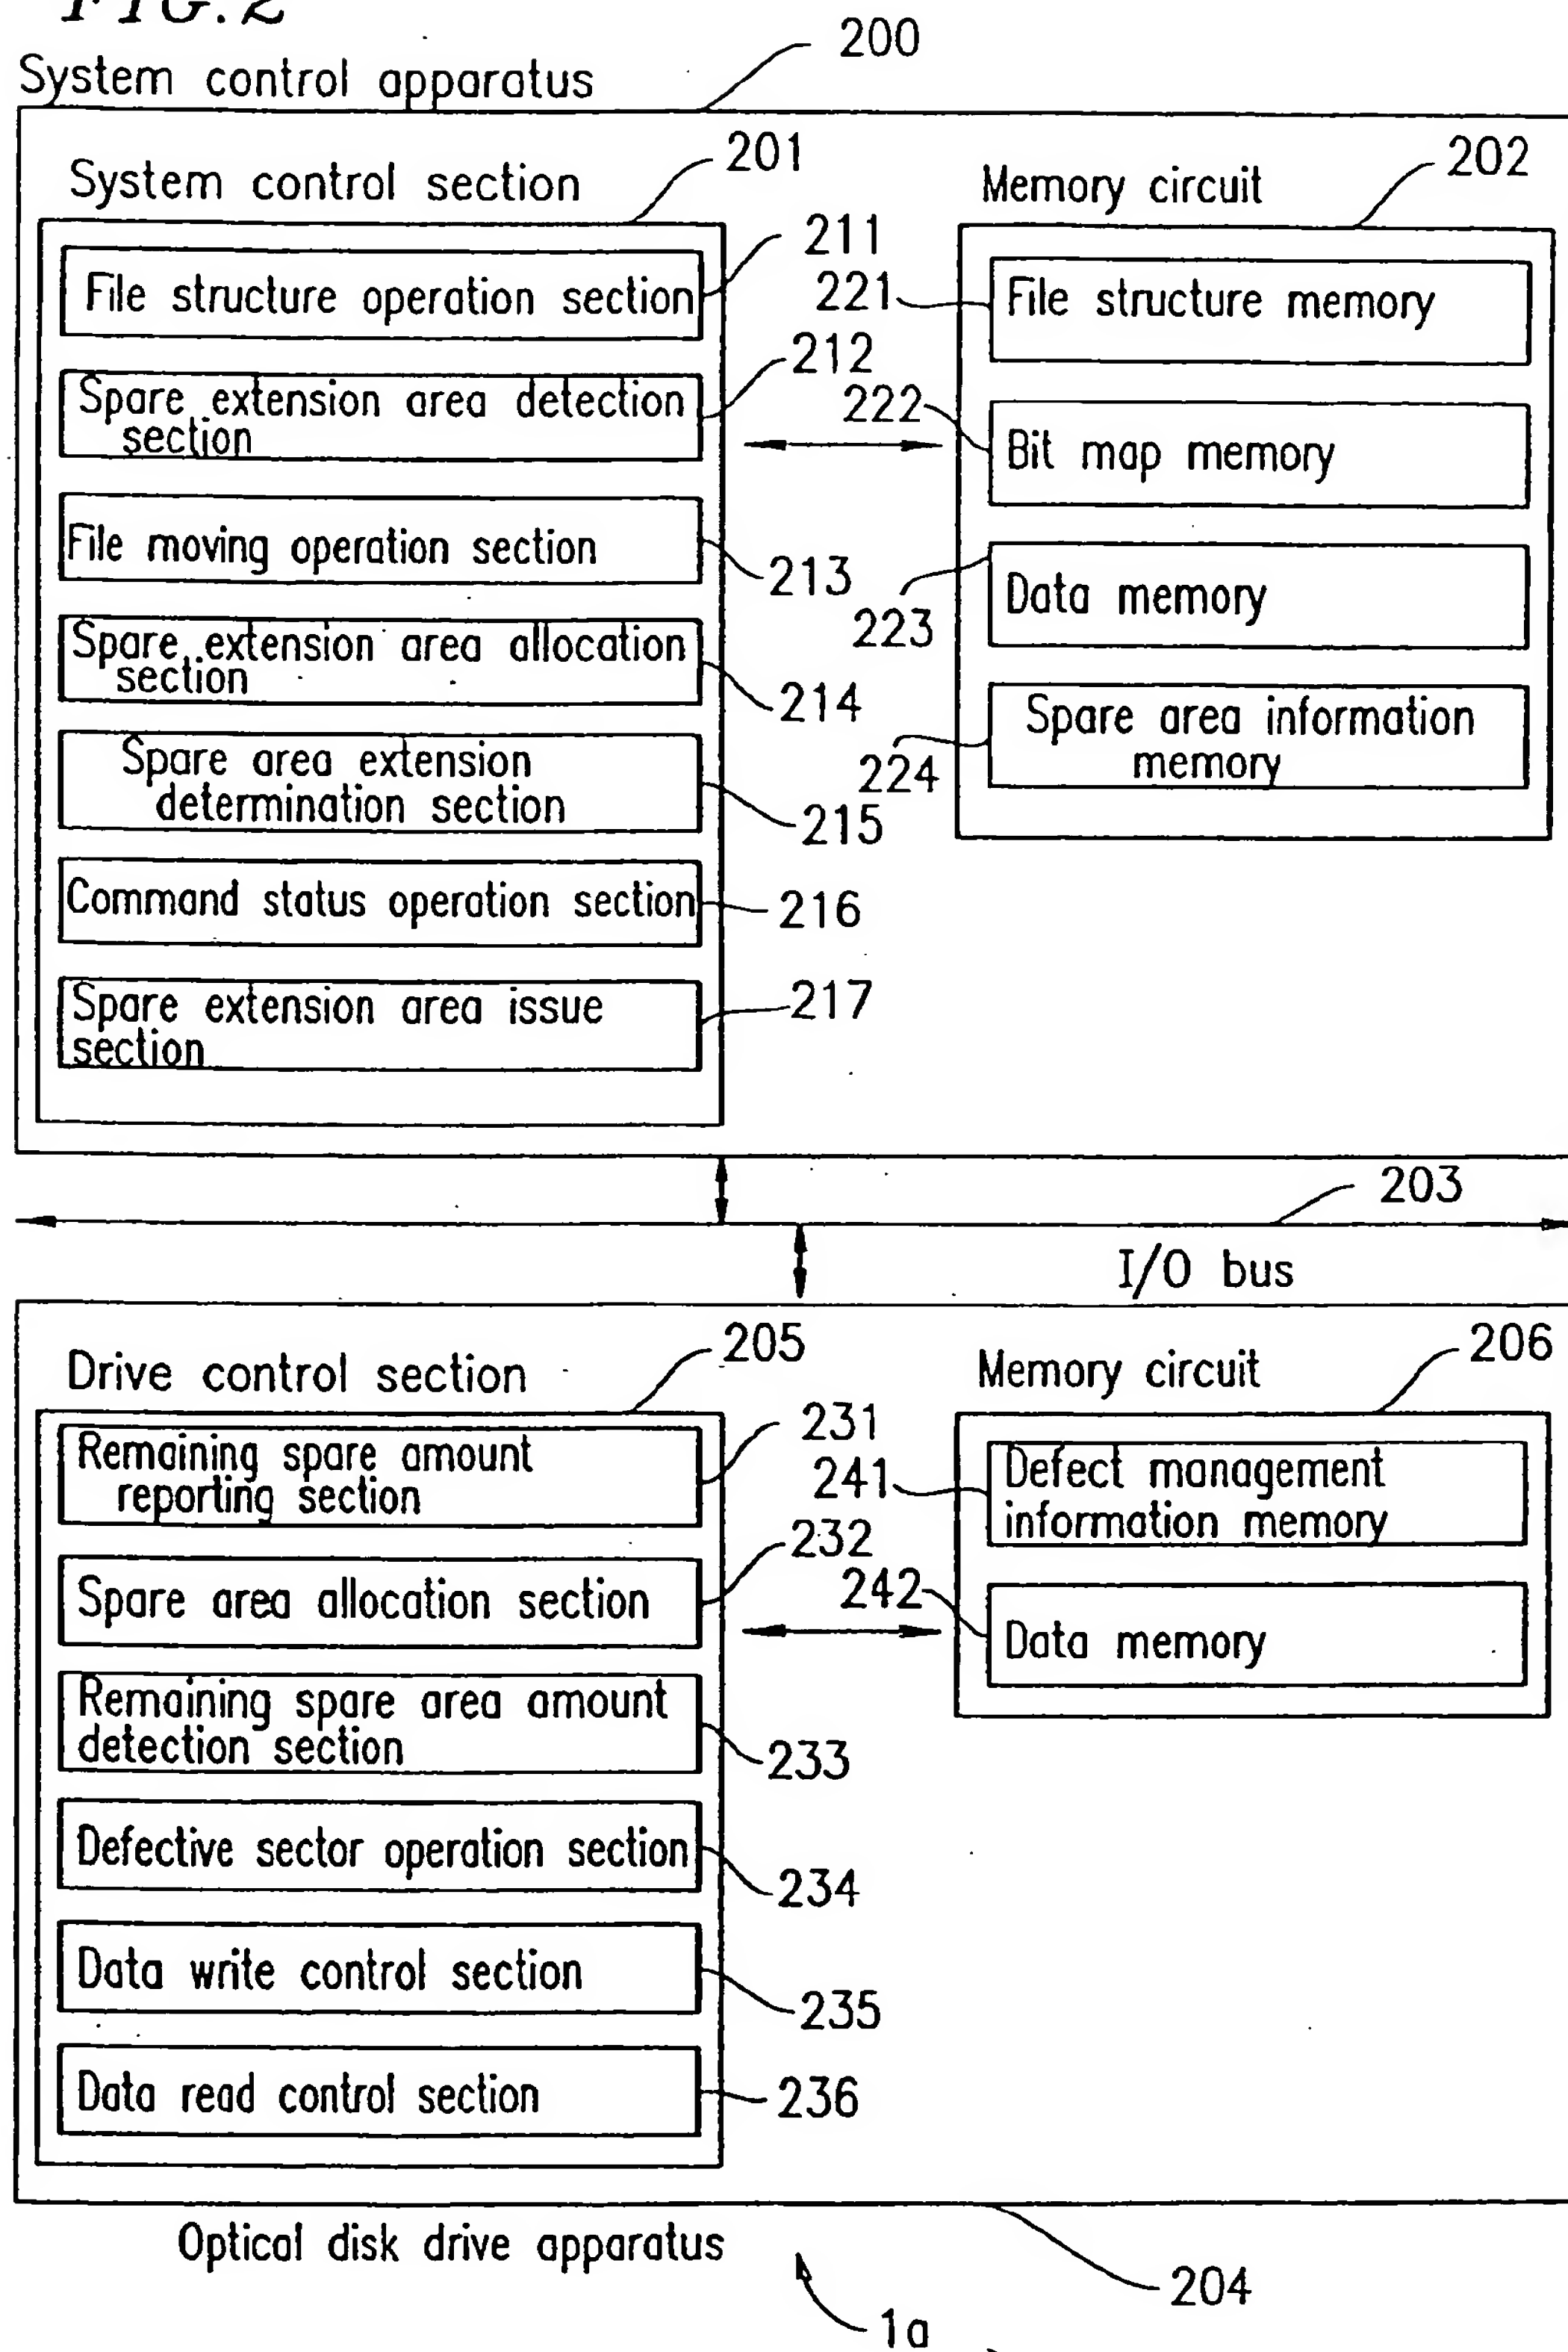 FIG.2
System control apparatus
200
System control section
201
Memory circuit
202
File structure operation section
211
221
File structure memory
Spare extension area detection
section
212
222
Bit map memory
File moving operation section
213
223
Data memory
Spare extension area allocation
section
214
Spare area information
memory
224
Spare area extension
determination section
215
Command status operation section
216
Spare extension area issue
section
217
203
I/O bus
Drive control section
205
Memory circuit
206
Remaining spare amount
reporting section
231
241
Defect management
information memory
Spare area allocation section
232
242
Data memory
Remaining spare area amount
detection section
233
Defective sector operation section
234
Data write control section
235
Data read control section
236
Optical disk drive apparatus
204
1a